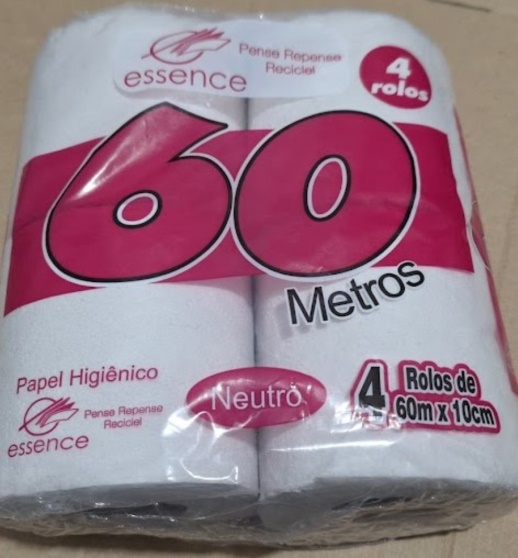 essence
Pense Repense
Reciclel
4
rolos
60
Metros
Papel Higiênico
essence
Pense Repense
Reciclel
Neutro
4
Rolos de
60m x 10cm